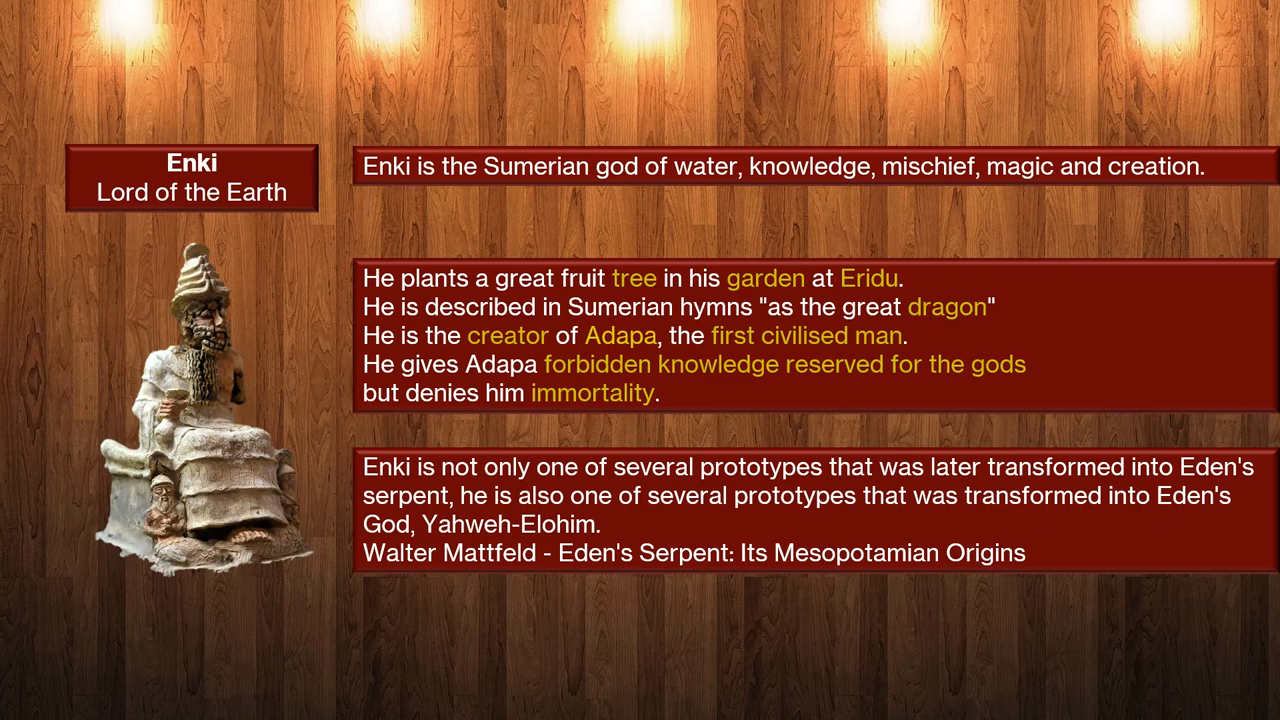 Enki
Lord of the Earth
Enki is the Sumerian god of water, knowledge, mischief, magic and creation.
He plants a great fruit tree in his garden at Eridu.
He is described in Sumerian hymns "as the great dragon"
He is the creator of Adapa, the first civilised man.
He gives Adapa forbidden knowledge reserved for the gods
but denies him immortality.
Enki is not only one of several prototypes that was later transformed into Eden's
serpent, he is also one of several prototypes that was transformed into Eden's
God, Yahweh-Elohim.
Walter Mattfeld - Eden's Serpent: Its Mesopotamian Origins